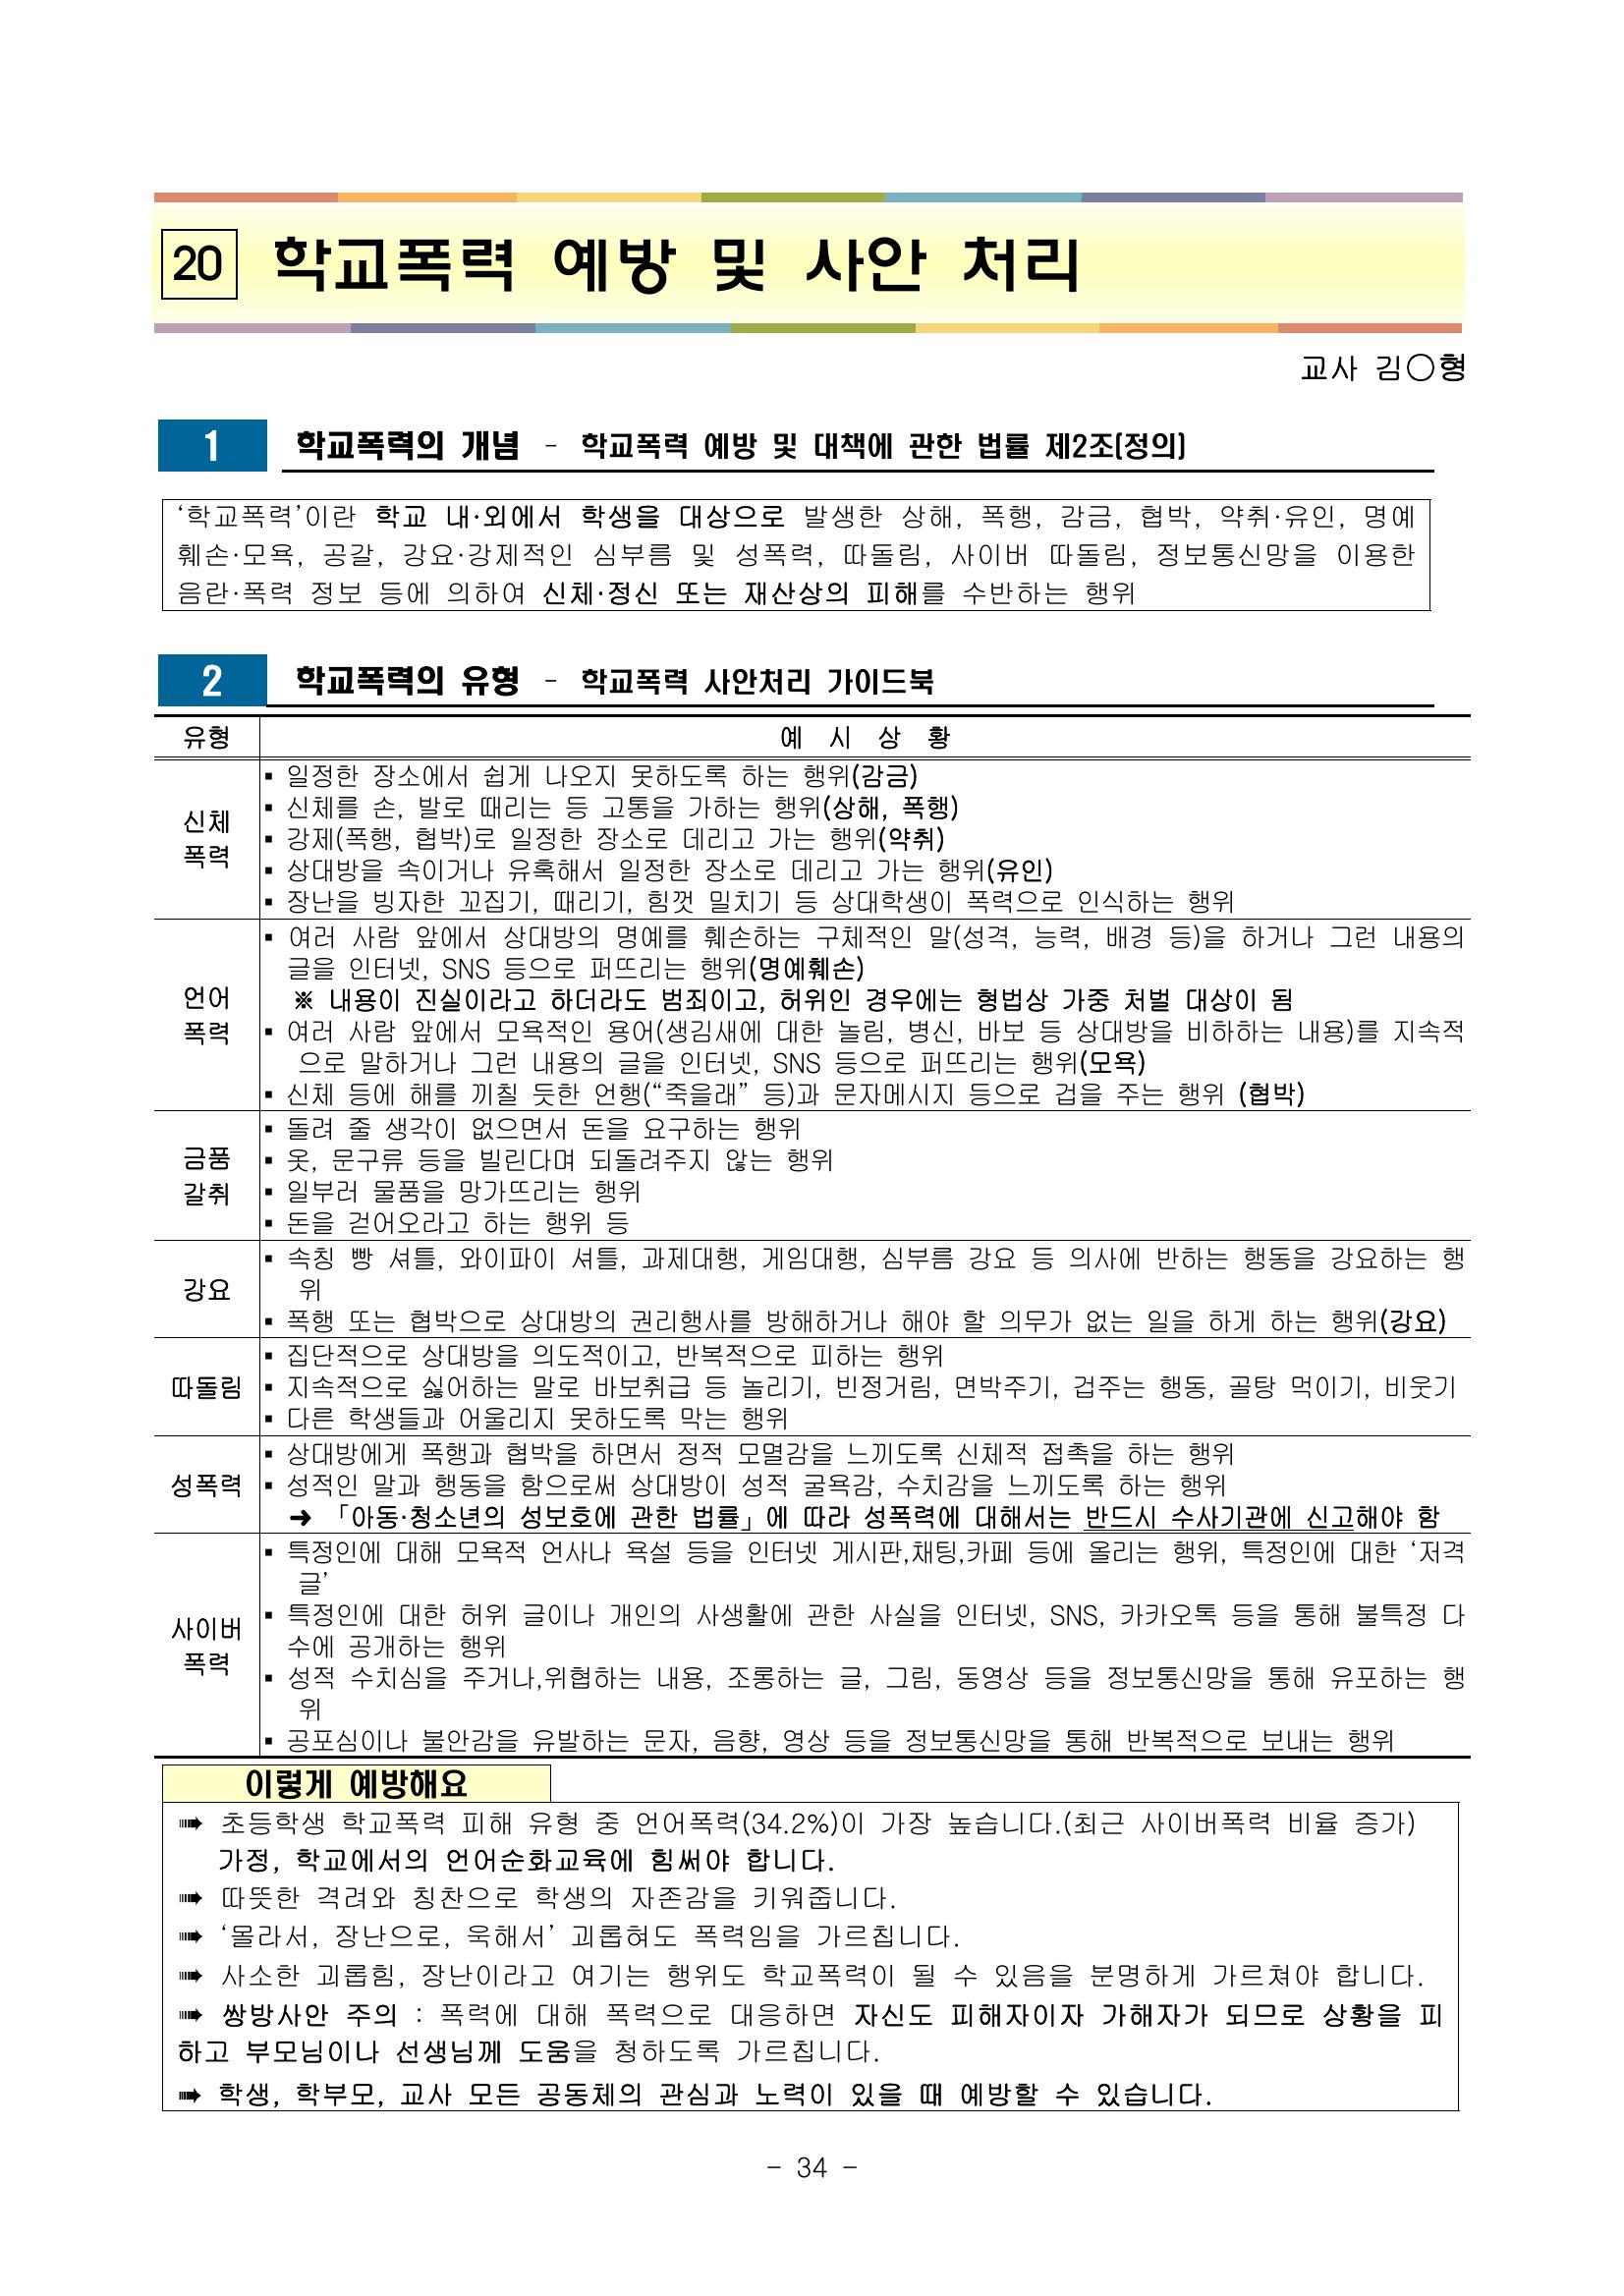 20 학교폭력 예방 및 사안 처리
교사 김○형
1 학교폭력의 개념 - 학교폭력 예방 및 대책에 관한 법률 제2조(정의)
‘학교폭력’이란 학교 내·외에서 학생을 대상으로 발생한 상해, 폭행, 감금, 협박, 약취·유인, 명예
훼손·모욕, 공갈, 강요·강제적인 심부름 및 성폭력, 따돌림, 사이버 따돌림, 정보통신망을 이용한
음란·폭력 정보 등에 의하여 신체·정신 또는 재산상의 피해를 수반하는 행위
2 학교폭력의 유형 - 학교폭력 사안처리 가이드북
유형 예 시 상 황
신체
폭력
▪ 일정한 장소에서 쉽게 나오지 못하도록 하는 행위(감금)
▪ 신체를 손, 발로 때리는 등 고통을 가하는 행위(상해, 폭행)
▪ 강제(폭행, 협박)로 일정한 장소로 데리고 가는 행위(약취)
▪ 상대방을 속이거나 유혹해서 일정한 장소로 데리고 가는 행위(유인)
▪ 장난을 빙자한 꼬집기, 때리기, 힘껏 밀치기 등 상대학생이 폭력으로 인식하는 행위
언어
폭력
▪ 여러 사람 앞에서 상대방의 명예를 훼손하는 구체적인 말(성격, 능력, 배경 등)을 하거나 그런 내용의
글을 인터넷, SNS 등으로 퍼뜨리는 행위(명예훼손)
※ 내용이 진실이라고 하더라도 범죄이고, 허위인 경우에는 형법상 가중 처벌 대상이 됨
▪ 여러 사람 앞에서 모욕적인 용어(생김새에 대한 놀림, 병신, 바보 등 상대방을 비하하는 내용)를 지속적
으로 말하거나 그런 내용의 글을 인터넷, SNS 등으로 퍼뜨리는 행위(모욕)
▪ 신체 등에 해를 끼칠 듯한 언행(“죽을래” 등)과 문자메시지 등으로 겁을 주는 행위 (협박)
금품
갈취
▪ 돌려 줄 생각이 없으면서 돈을 요구하는 행위
▪ 옷, 문구류 등을 빌린다며 되돌려주지 않는 행위
▪ 일부러 물품을 망가뜨리는 행위
▪ 돈을 걷어오라고 하는 행위 등
강요
▪ 속칭 빵 셔틀, 와이파이 셔틀, 과제대행, 게임대행, 심부름 강요 등 의사에 반하는 행동을 강요하는 행
위
▪ 폭행 또는 협박으로 상대방의 권리행사를 방해하거나 해야 할 의무가 없는 일을 하게 하는 행위(강요)
따돌림
▪ 집단적으로 상대방을 의도적이고, 반복적으로 피하는 행위
▪ 지속적으로 싫어하는 말로 바보취급 등 놀리기, 빈정거림, 면박주기, 겁주는 행동, 골탕 먹이기, 비웃기
▪ 다른 학생들과 어울리지 못하도록 막는 행위
성폭력
▪ 상대방에게 폭행과 협박을 하면서 성적 모멸감을 느끼도록 신체적 접촉을 하는 행위
▪ 성적인 말과 행동을 함으로써 상대방이 성적 굴욕감, 수치감을 느끼도록 하는 행위
➜ 「아동·청소년의 성보호에 관한 법률」에 따라 성폭력에 대해서는 반드시 수사기관에 신고해야 함
사이버
폭력
▪ 특정인에 대해 모욕적 언사나 욕설 등을 인터넷 게시판,채팅,카페 등에 올리는 행위, 특정인에 대한 ‘저격
글’
▪ 특정인에 대한 허위 글이나 개인의 사생활에 관한 사실을 인터넷, SNS, 카카오톡 등을 통해 불특정 다
수에 공개하는 행위
▪ 성적 수치심을 주거나,위협하는 내용, 조롱하는 글, 그림, 동영상 등을 정보통신망을 통해 유포하는 행
위
▪ 공포심이나 불안감을 유발하는 문자, 음향, 영상 등을 정보통신망을 통해 반복적으로 보내는 행위
이렇게 예방해요
➠ 초등학생 학교폭력 피해 유형 중 언어폭력(34.2%)이 가장 높습니다.(최근 사이버폭력 비율 증가)
가정, 학교에서의 언어순화교육에 힘써야 합니다.
➠ 따뜻한 격려와 칭찬으로 학생의 자존감을 키워줍니다.
➠ ‘몰라서, 장난으로, 욱해서’ 괴롭혀도 폭력임을 가르칩니다.
➠ 사소한 괴롭힘, 장난이라고 여기는 행위도 학교폭력이 될 수 있음을 분명하게 가르쳐야 합니다.
➠ 쌍방사안 주의 : 폭력에 대해 폭력으로 대응하면 자신도 피해자이자 가해자가 되므로 상황을 피
하고 부모님이나 선생님께 도움을 청하도록 가르칩니다.
➠ 학생, 학부모, 교사 모든 공동체의 관심과 노력이 있을 때 예방할 수 있습니다.
- 34 -